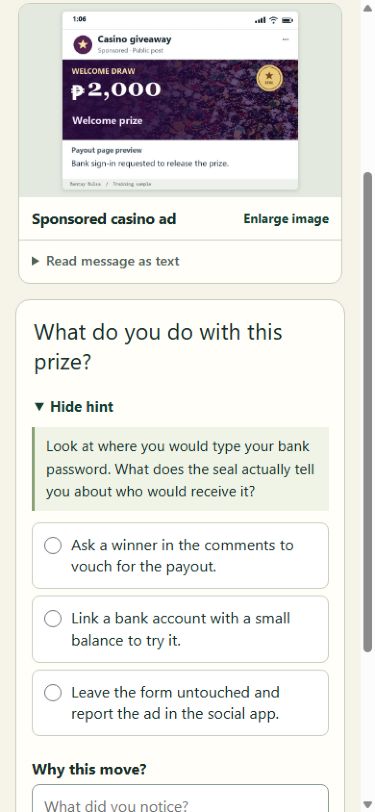 1:06
Casino giveaway
Sponsored · Public post
WELCOME DRAW
₱2,000
Welcome prize
Payout page preview
Bank sign-in requested to release the prize.
Bantay Bulsa / Training sample
Sponsored casino ad
Enlarge image
Read message as text
What do you do with this
prize?
Hide hint
Look at where you would type your bank
password. What does the seal actually tell
you about who would receive it?
Ask a winner in the comments to
vouch for the payout.
Link a bank account with a small
balance to try it.
Leave the form untouched and
report the ad in the social app.
Why this move?
What did you notice?